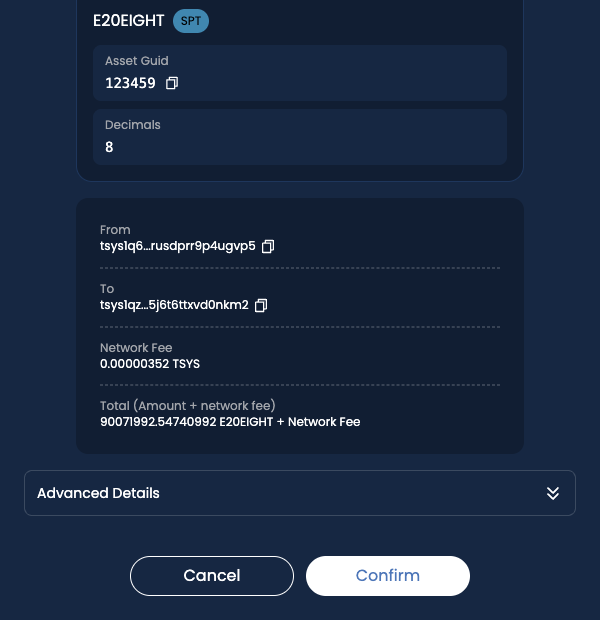 E20EIGHT SPT
Asset Guid
123459
Decimals
8
From
tsys1q6...rusdprr9p4ugvp5
To
tsys1qz...5j6t6ttxvd0nkm2
Network Fee
0.00000352 TSYS
Total (Amount + network fee)
90071992.54740992 E20EIGHT + Network Fee
Advanced Details
Cancel Confirm